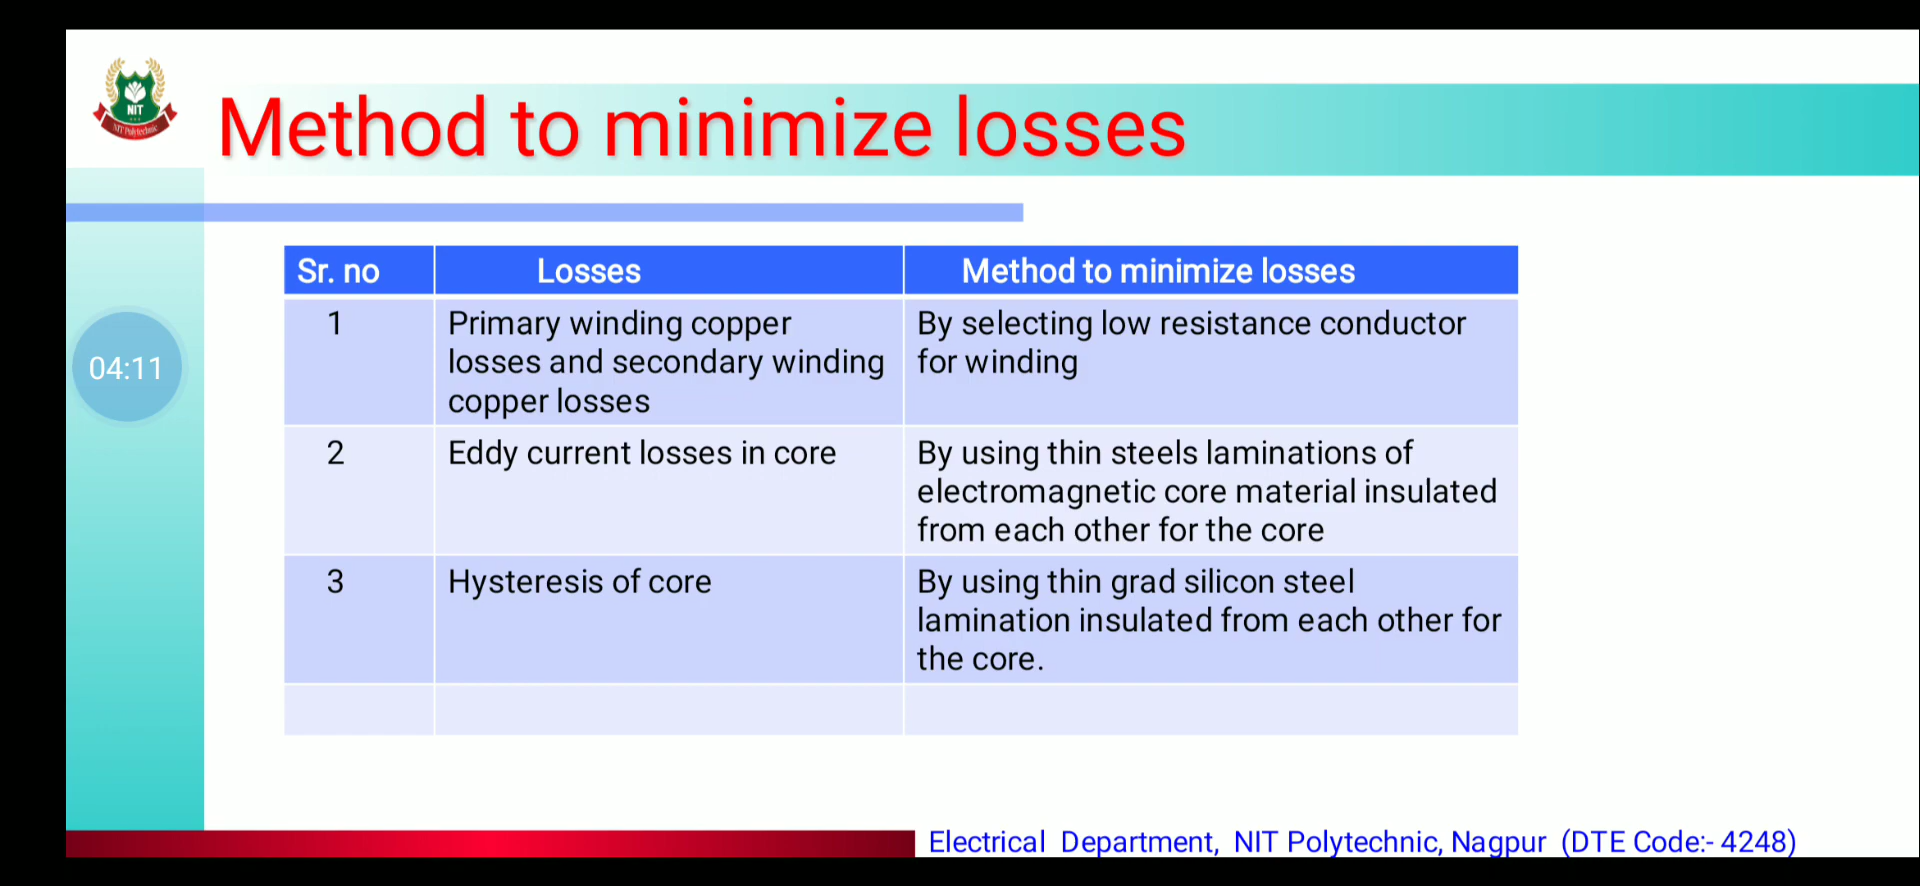 NIT
NIT Polytechnic
Method to minimize losses
Sr. no Losses Method to minimize losses
1 Primary winding copper losses and secondary winding copper losses By selecting low resistance conductor for winding
2 Eddy current losses in core By using thin steels laminations of electromagnetic core material insulated from each other for the core
3 Hysteresis of core By using thin grad silicon steel lamination insulated from each other for the core.
04:11
Electrical Department, NIT Polytechnic, Nagpur (DTE Code:- 4248)